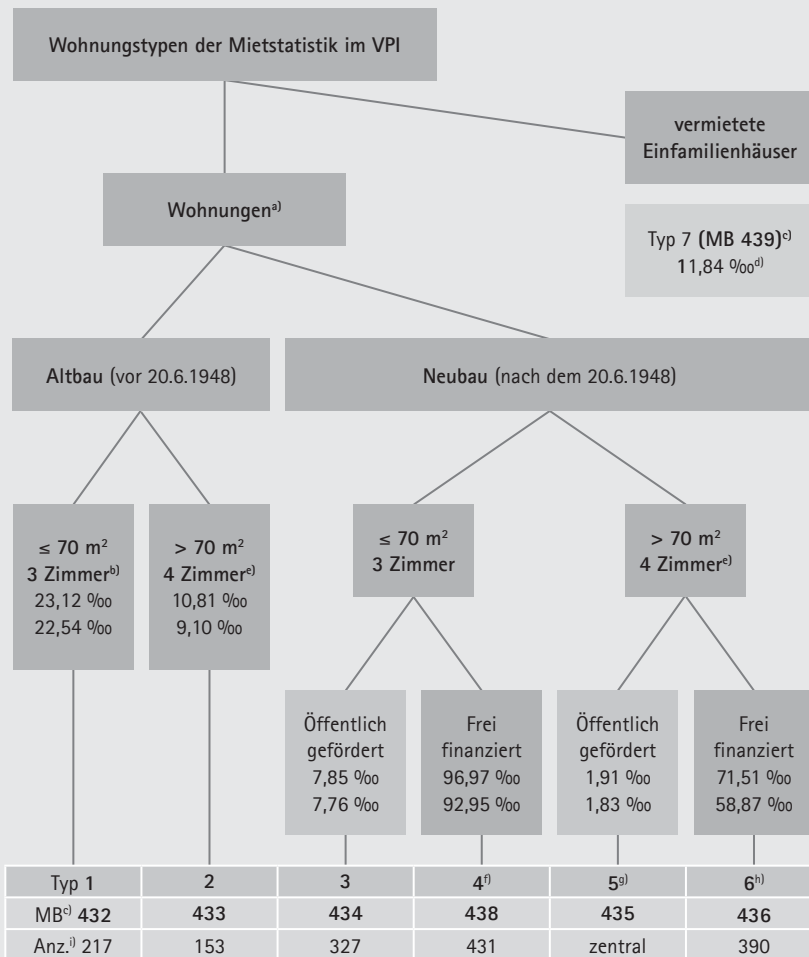 Wohnungstypen der Mietstatistik im VPI
vermietete
Einfamilienhäuser
Wohnungen a)
Typ 7 (MB 439) c)
11,84 ‰ d)
Altbau (vor 20.6.1948)
Neubau (nach dem 20.6.1948)
≤ 70 m²
3 Zimmer b)
23,12 ‰
22,54 ‰
> 70 m²
4 Zimmer e)
10,81 ‰
9,10 ‰
≤ 70 m²
3 Zimmer
> 70 m²
4 Zimmer e)
Öffentlich
gefördert
7,85 ‰
7,76 ‰
Frei
finanziert
96,97 ‰
92,95 ‰
Öffentlich
gefördert
1,91 ‰
1,83 ‰
Frei
finanziert
71,51 ‰
58,87 ‰
Typ 1 2 3 4 f) 5 g) 6 h)
MB c) 432 433 434 438 435 436
Anz. i) 217 153 327 431 zentral 390